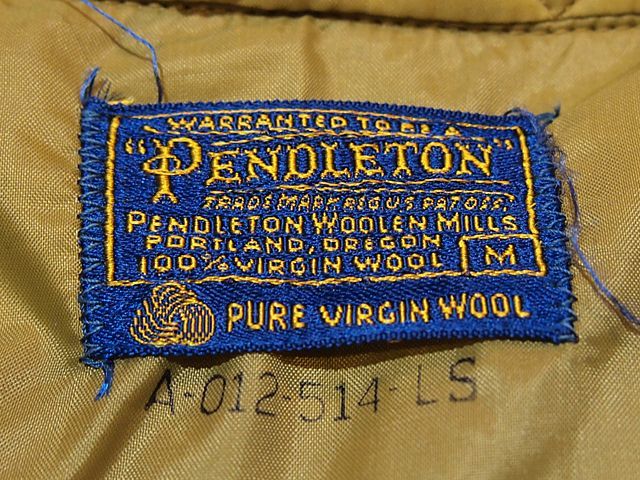 WARRANTED TO BE A
"PENDLETON"
TRADE MARK REG U.S. PAT OFF.
PENDLETON WOOLEN MILLS
PORTLAND, OREGON
100% VIRGIN WOOL
M
PURE VIRGIN WOOL
A-012-514-LS